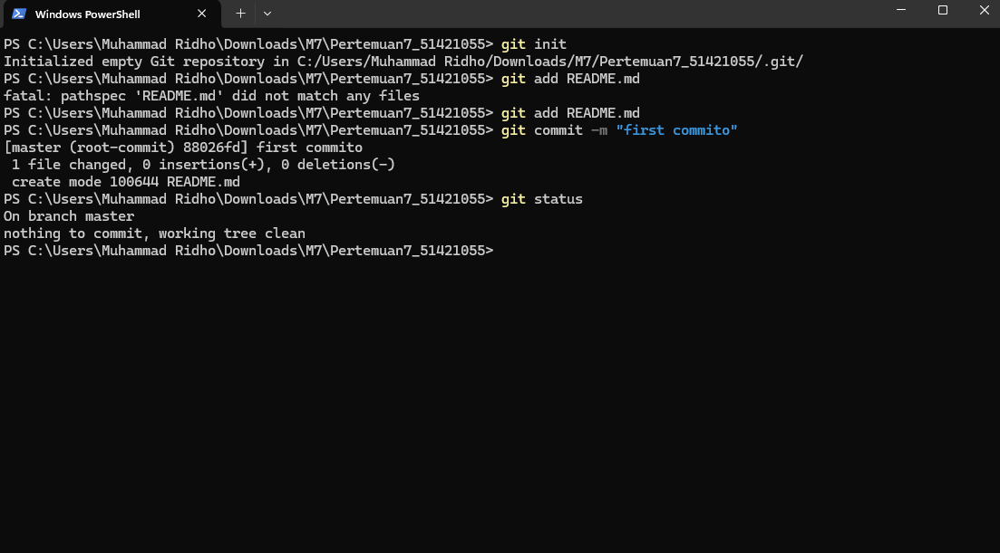 Windows PowerShell
PS C:\Users\Muhammad Ridho\Downloads\M7\Pertemuan7_51421055> git init
Initialized empty Git repository in C:/Users/Muhammad Ridho/Downloads/M7/Pertemuan7_51421055/.git/
PS C:\Users\Muhammad Ridho\Downloads\M7\Pertemuan7_51421055> git add README.md
fatal: pathspec 'README.md' did not match any files
PS C:\Users\Muhammad Ridho\Downloads\M7\Pertemuan7_51421055> git add README.md
PS C:\Users\Muhammad Ridho\Downloads\M7\Pertemuan7_51421055> git commit -m "first commito"
[master (root-commit) 88026fd] first commito
 1 file changed, 0 insertions(+), 0 deletions(-)
 create mode 100644 README.md
PS C:\Users\Muhammad Ridho\Downloads\M7\Pertemuan7_51421055> git status
On branch master
nothing to commit, working tree clean
PS C:\Users\Muhammad Ridho\Downloads\M7\Pertemuan7_51421055>